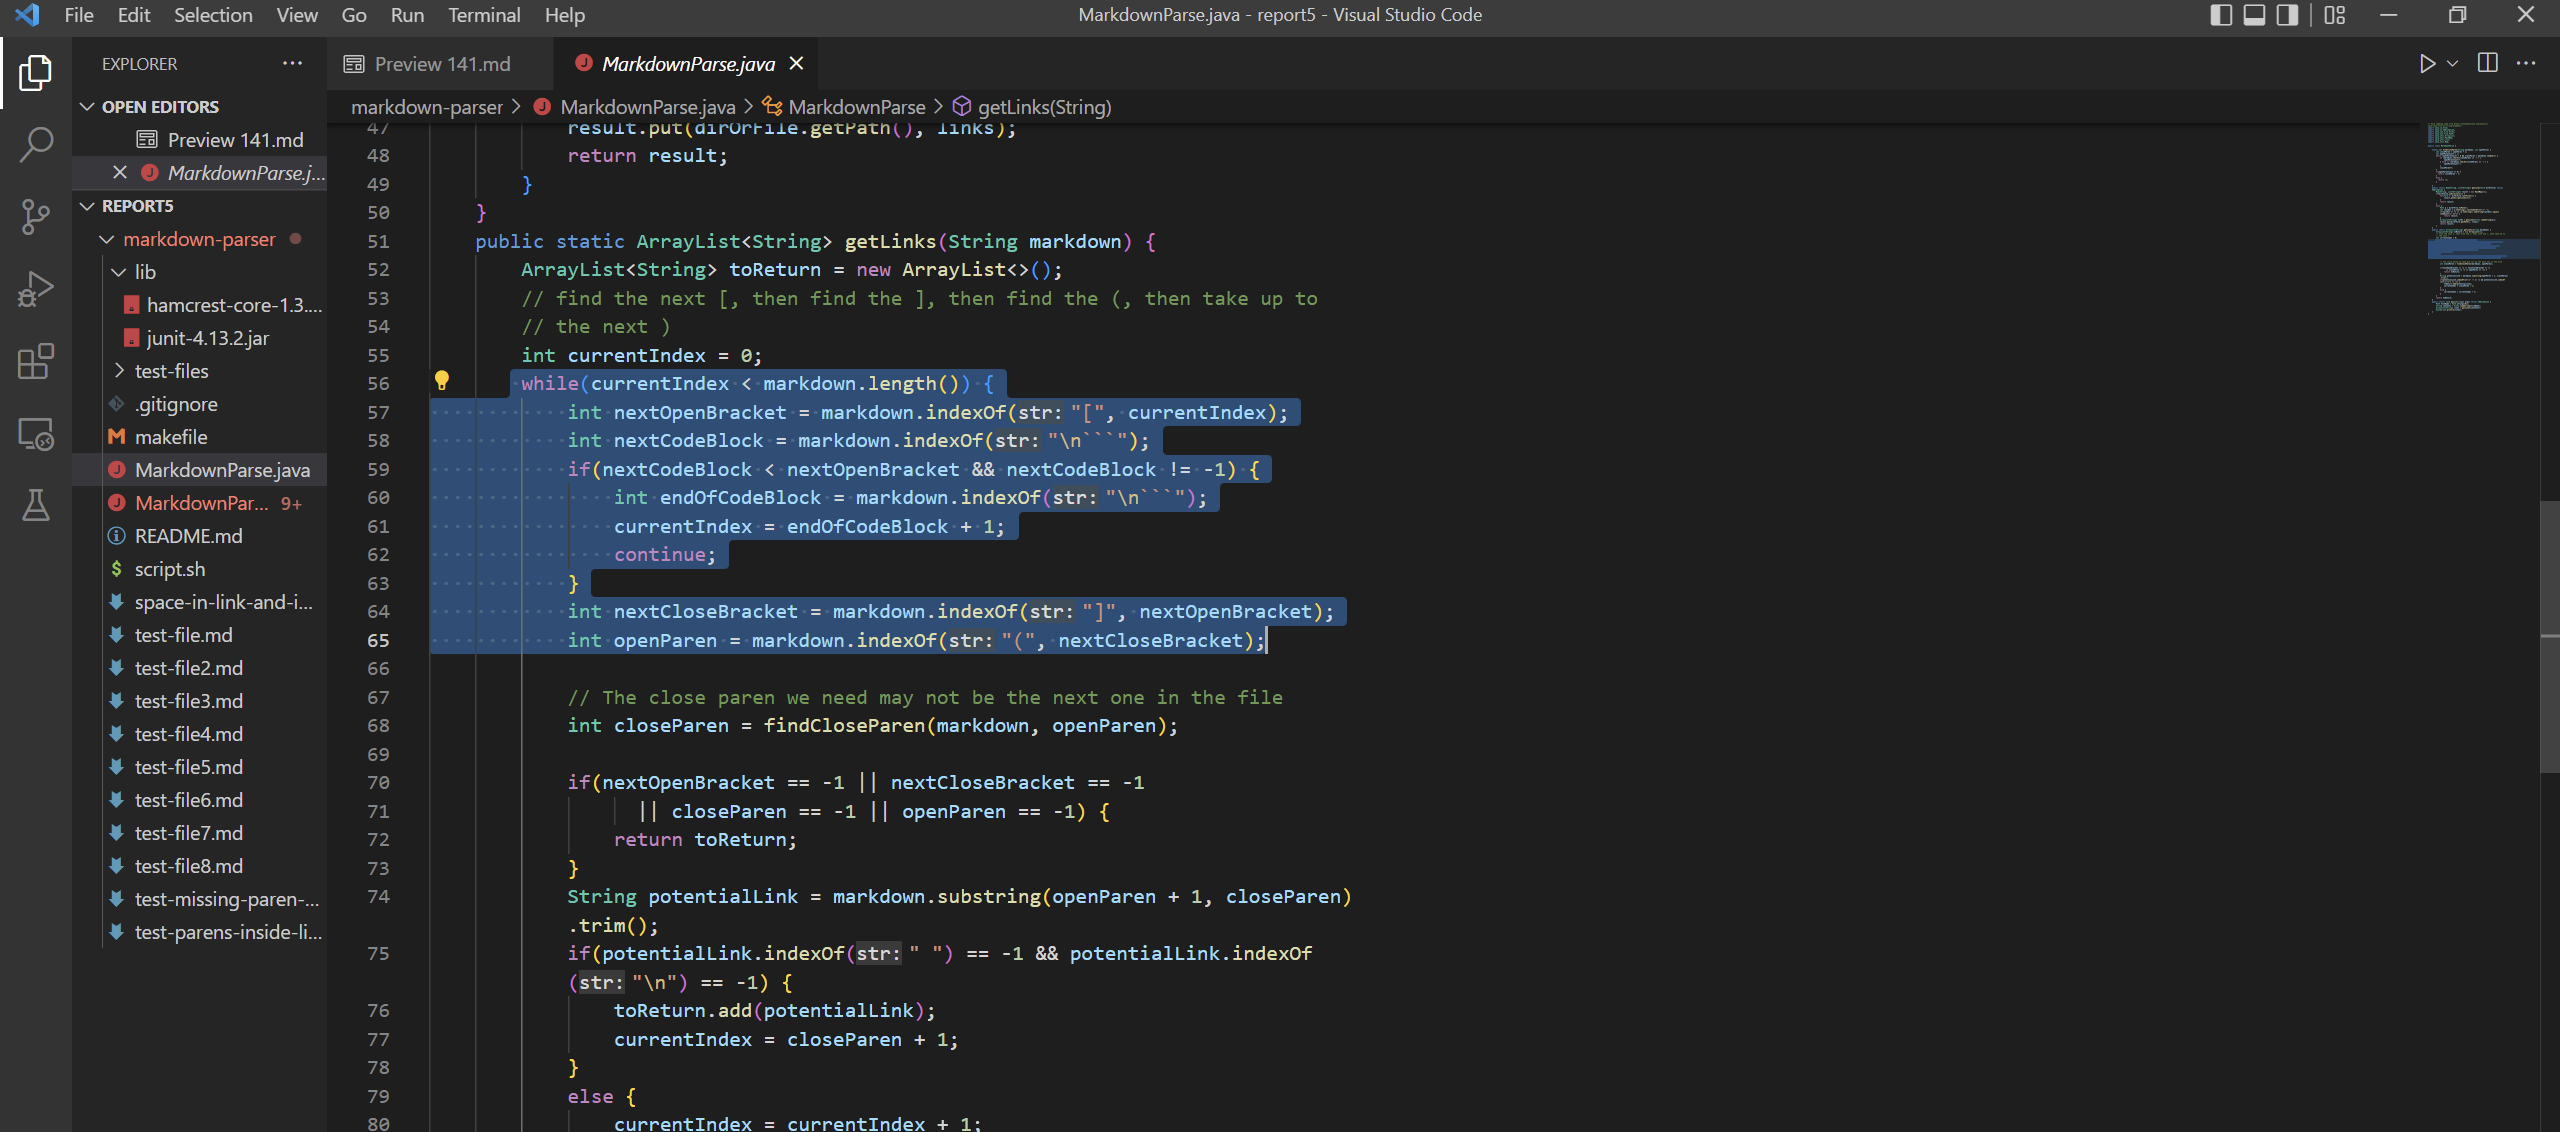 File Edit Selection View Go Run Terminal Help
MarkdownParse.java - report5 - Visual Studio Code
EXPLORER ···
Preview 141.md
MarkdownParse.java
OPEN EDITORS
Preview 141.md
MarkdownParse.j...
REPORT5
markdown-parser
lib
hamcrest-core-1.3....
junit-4.13.2.jar
test-files
.gitignore
makefile
MarkdownParse.java
MarkdownPar... 9+
README.md
script.sh
space-in-link-and-i...
test-file.md
test-file2.md
test-file3.md
test-file4.md
test-file5.md
test-file6.md
test-file7.md
test-file8.md
test-missing-paren-...
test-parens-inside-li...
markdown-parser > MarkdownParse.java > MarkdownParse > getLinks(String)
47 result.put(dirOrFile.getPath(), links);
48 return result;
49 }
50 }
51 public static ArrayList<String> getLinks(String markdown) {
52 ArrayList<String> toReturn = new ArrayList<>();
53 // find the next [, then find the ], then find the (, then take up to
54 // the next )
55 int currentIndex = 0;
56 while(currentIndex < markdown.length()) {
57 int nextOpenBracket = markdown.indexOf(str: "[", currentIndex);
58 int nextCodeBlock = markdown.indexOf(str: "\n```");
59 if(nextCodeBlock < nextOpenBracket && nextCodeBlock != -1) {
60 int endOfCodeBlock = markdown.indexOf(str: "\n```");
61 currentIndex = endOfCodeBlock + 1;
62 continue;
63 }
64 int nextCloseBracket = markdown.indexOf(str: "]", nextOpenBracket);
65 int openParen = markdown.indexOf(str: "(", nextCloseBracket);
66
67 // The close paren we need may not be the next one in the file
68 int closeParen = findCloseParen(markdown, openParen);
69
70 if(nextOpenBracket == -1 || nextCloseBracket == -1
71 || closeParen == -1 || openParen == -1) {
72 return toReturn;
73 }
74 String potentialLink = markdown.substring(openParen + 1, closeParen)
.trim();
75 if(potentialLink.indexOf(str: " ") == -1 && potentialLink.indexOf
(str: "\n") == -1) {
76 toReturn.add(potentialLink);
77 currentIndex = closeParen + 1;
78 }
79 else {
80 currentIndex = currentIndex + 1;